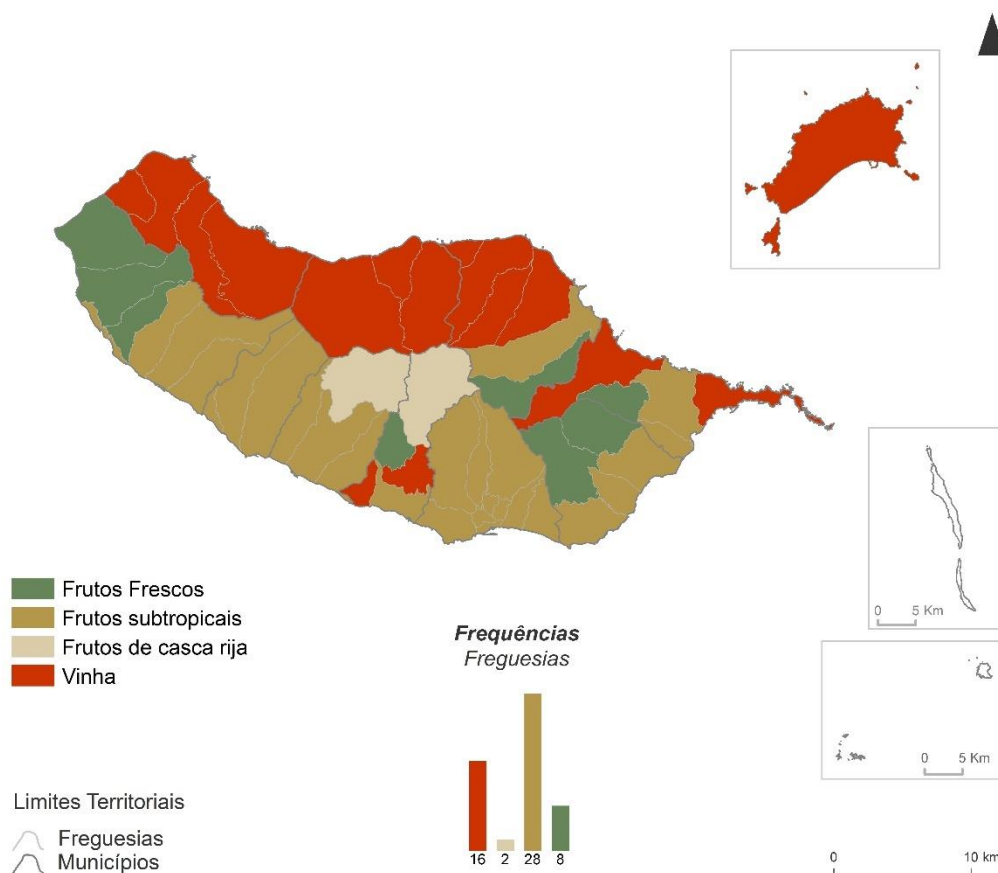 Frutos Frescos
Frutos subtropicais
Frutos de casca rija
Vinha
Frequências
Freguesias
16 2 28 8
Limites Territoriais
Freguesias
Municípios
0 5 Km
0 5 Km
0 10 km